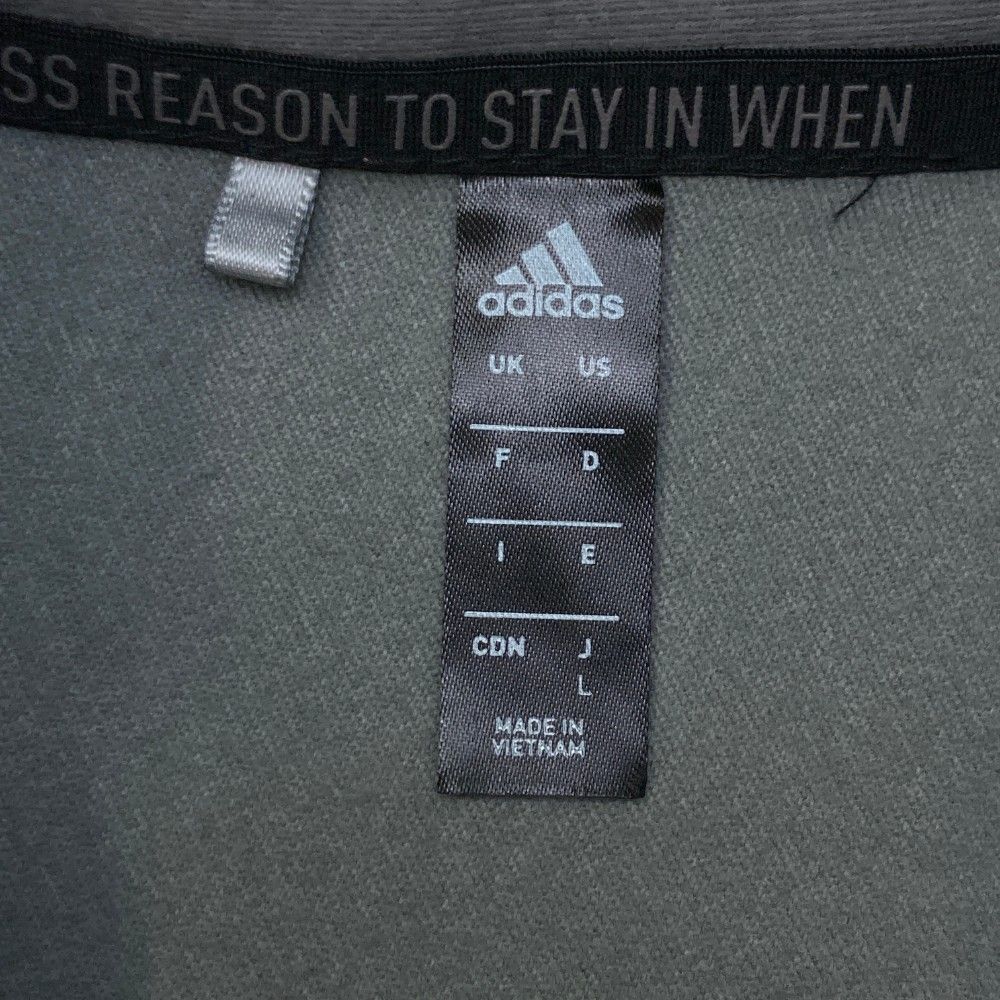 SS REASON TO STAY IN WHEN
adidas
UK US
F D
I E
CDN J
L
MADE IN
VIETNAM